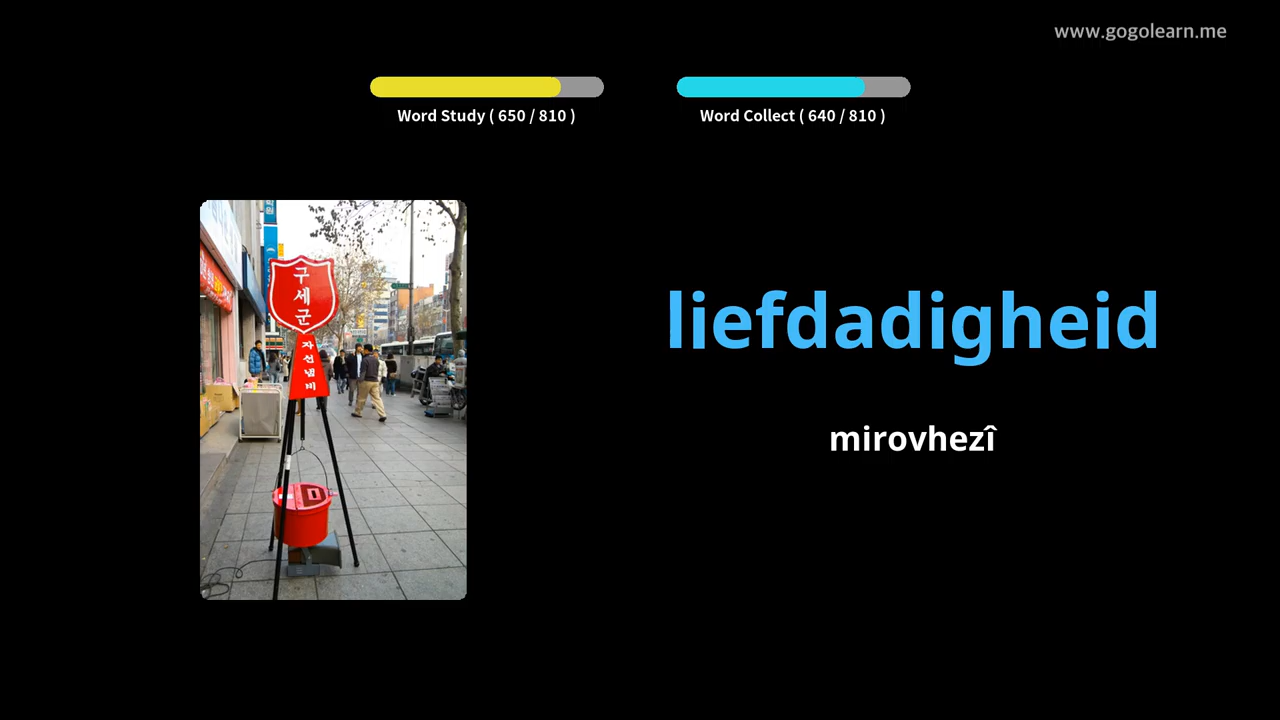 www.gogolearn.me
Word Study ( 650 / 810 )
Word Collect ( 640 / 810 )
구
세
군
자
선
냄
비
liefdadigheid
mirovhezî